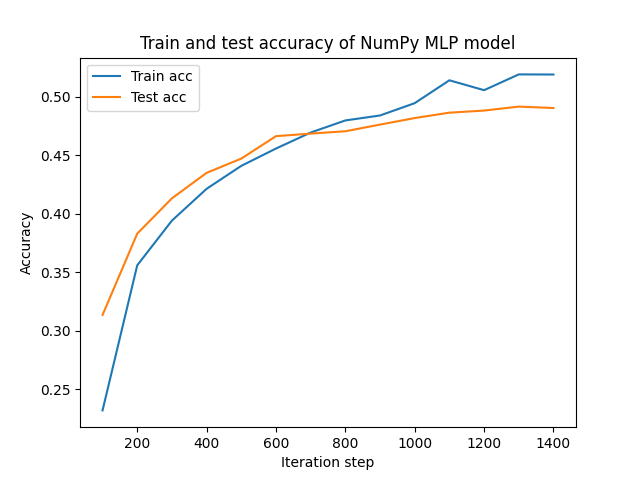 Train and test accuracy of NumPy MLP model
Train acc
Test acc
0.50
0.45
0.40
0.35
0.30
0.25
Accuracy
200 400 600 800 1000 1200 1400
Iteration step